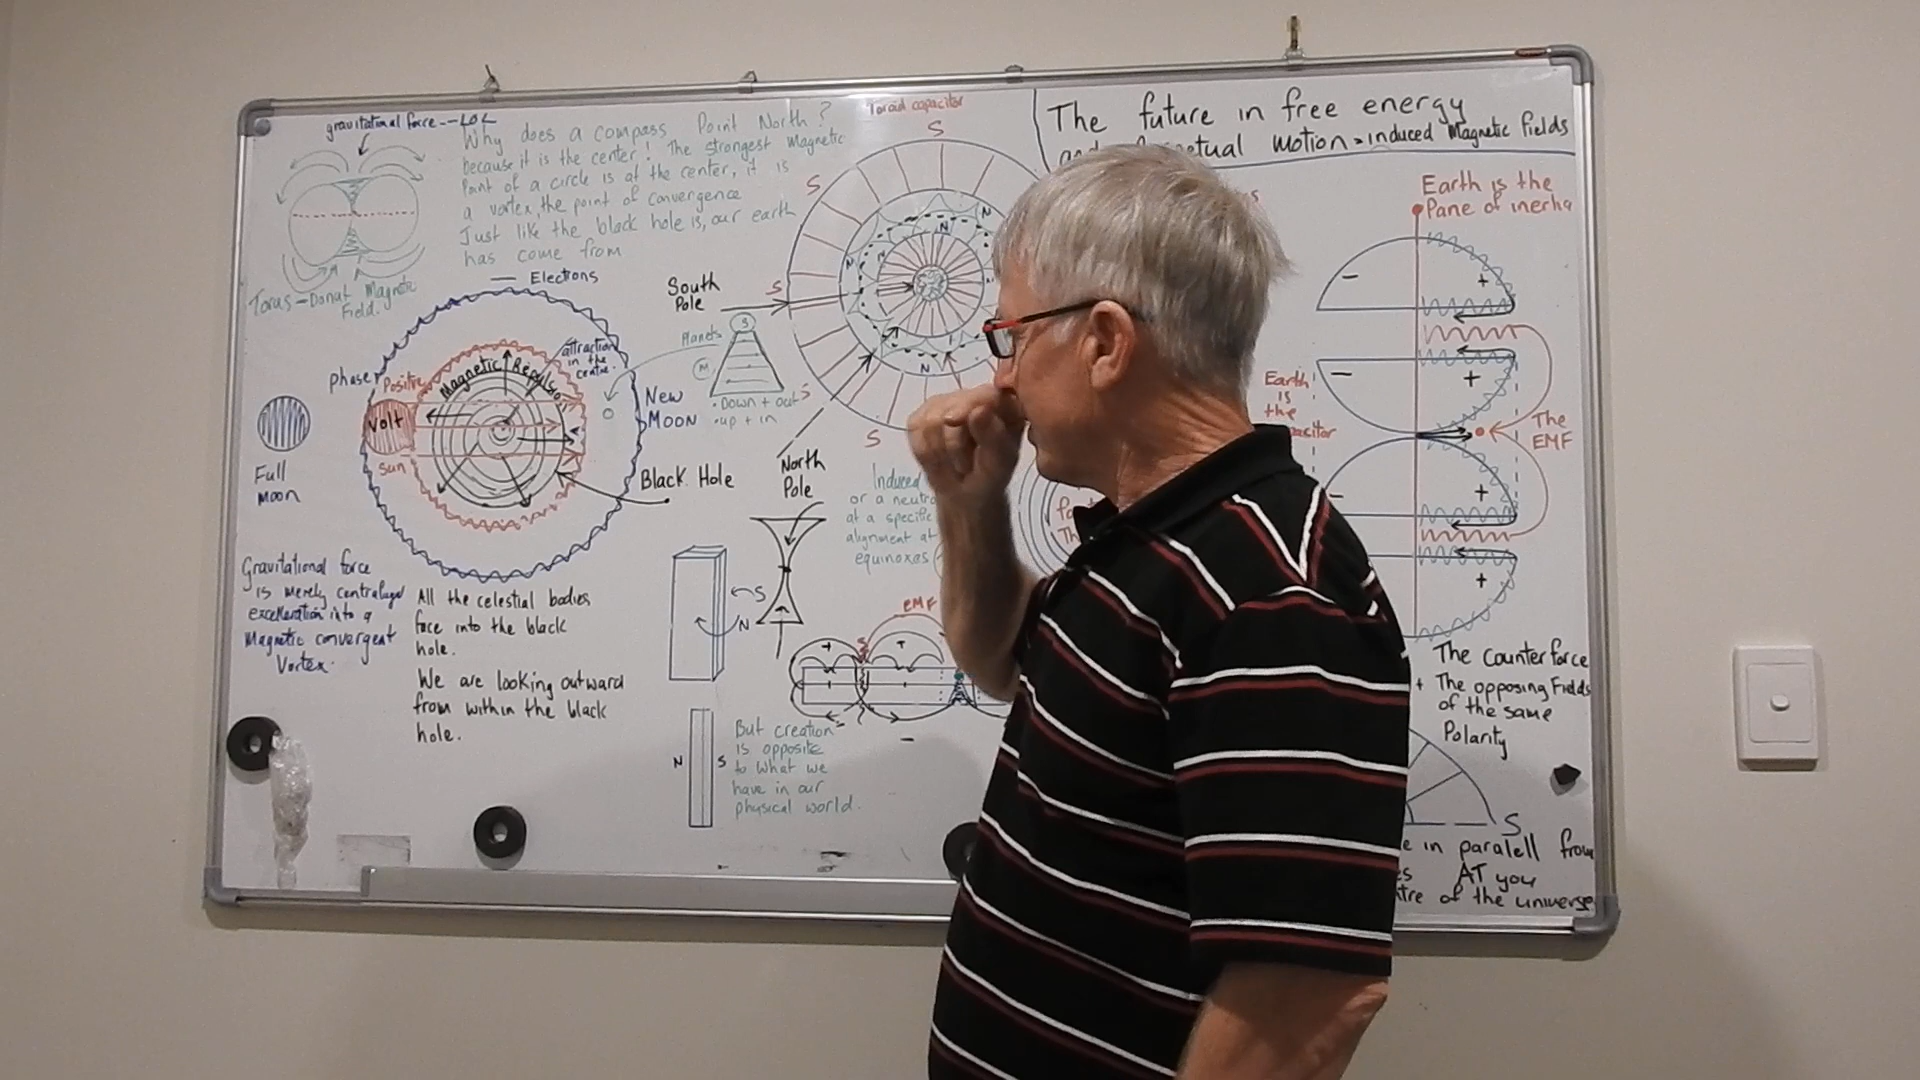 gravitational force -- LOL
Why does a compass Point North?
because it is the center! The strongest Magnetic
Point of a circle is at the center, it is
a vortex, the point of convergence
Just like the black hole is, our earth
has come from
Torus - Donut Magnetic
Field.
— Electrons
phase
Positive
Magnetic Repulsion
attraction
in the
centre.
Volt
Sun
Full
Moon
New
Moon
Black Hole
Gravitational force
is merely centralized
excelleration into a
Magnetic convergent
Vortex.
All the celestial bodies
face into the black
hole.
We are looking outward
from within the black
hole.
Toroid capacitor
S
S
S
S
S
N
N
N
N
N
South
Pole
Planets
3
M
• Down + out
• up + in
North
Pole
Induced
or a neutra
at a specific
alignment at
equinoxes
S
N
N
S
EMF
S
+
+
-
-
But creation
is opposite
to what we
have in our
physical world.
The future in free energy
and motion = induced Magnetic fields
Earth is the
Pane of inertia
-
+
-
+
Earth
is
the
The
EMF
-
+
+
The Counter force
+ The opposing Fields
of the same
Polarity
S
e in paralell from
es AT you
tre of the universe